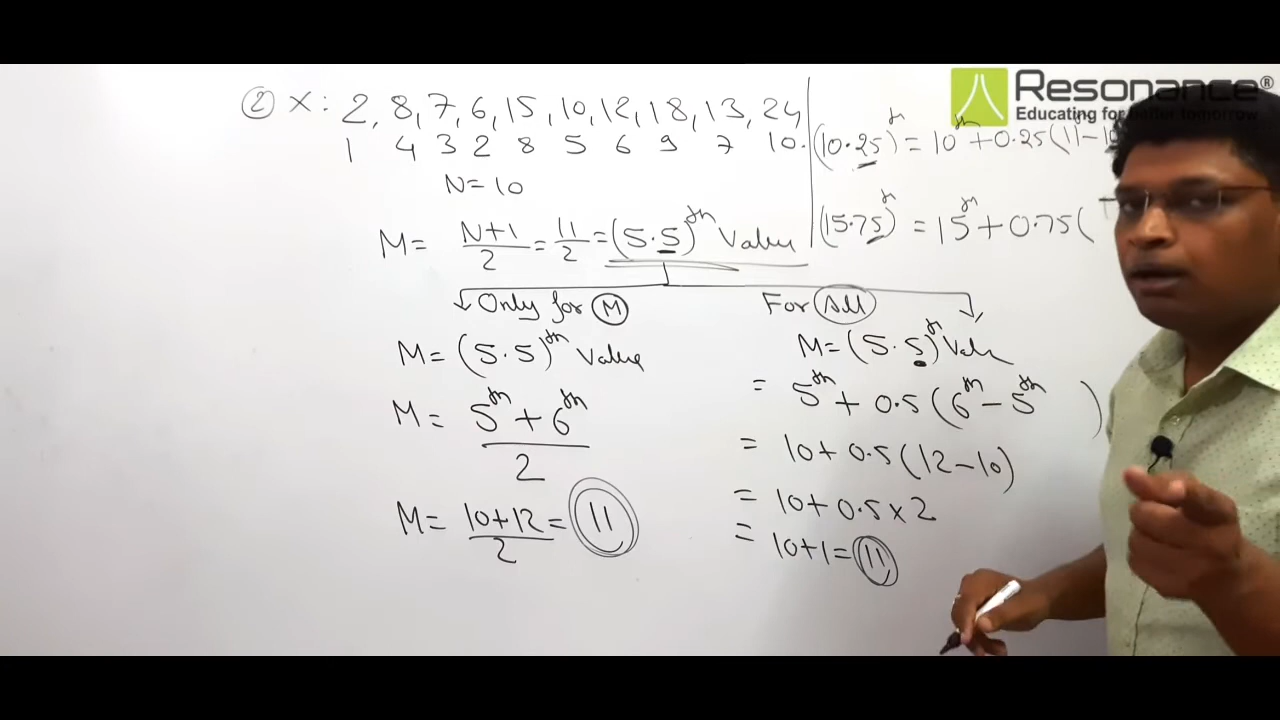 Resonance®
Educating for better tomorrow
② X: 2, 8, 7, 6, 15, 10, 12, 18, 13, 24
1 4 3 2 8 5 6 9 7 10.
N=10
M= N+1/2 = 11/2 = (5.5)th Value
(10.25)th = 10th + 0.25(11-10
(15.75)th = 15th + 0.75(
Only for M
M= (5.5)th Value
M= 5th + 6th / 2
M= 10+12/2 = 11
For All
M= (5.5)th Value
= 5th + 0.5 (6th - 5th )
= 10+ 0.5(12-10)
= 10+ 0.5×2
= 10+1= 11